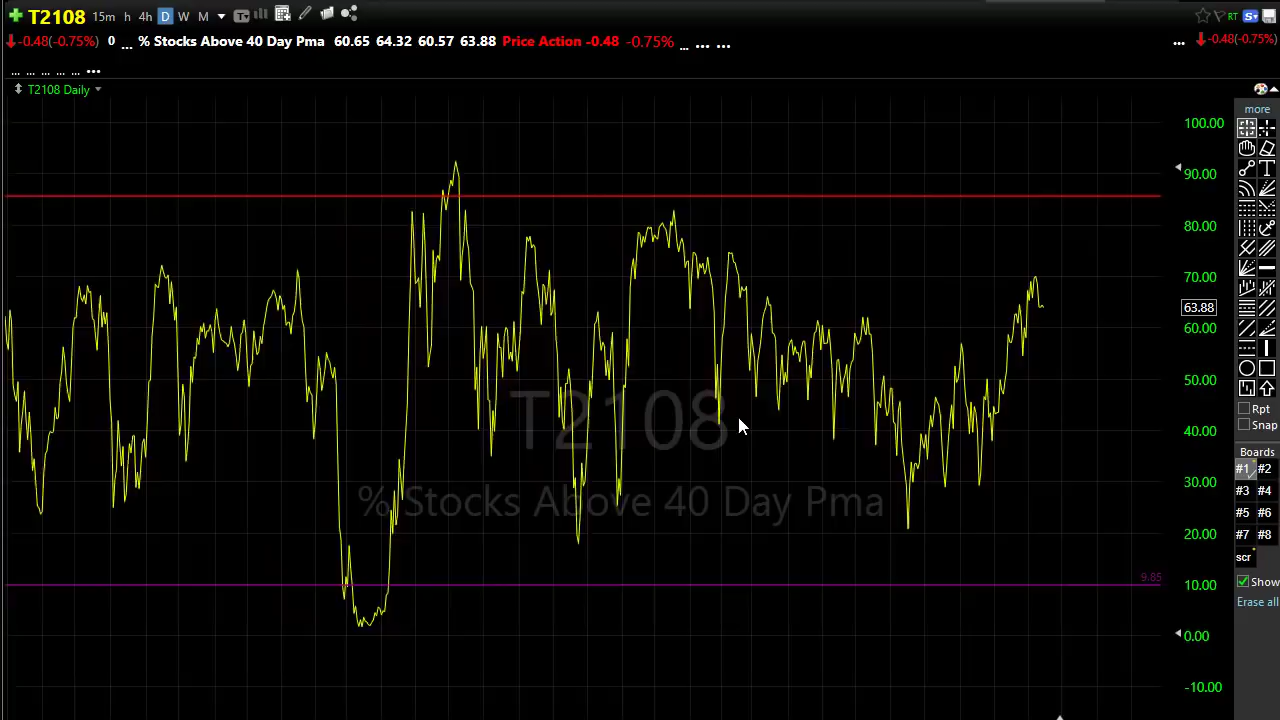 T2108 15m h 4h D W M T RT S
-0.48(-0.75%) 0 ... % Stocks Above 40 Day Pma 60.65 64.32 60.57 63.88 Price Action -0.48 -0.75% ... ... ... ... -0.48(-0.75%)
... ... ... ... ... ...
T2108 Daily
more
100.00
90.00
80.00
70.00
63.88
60.00
50.00
40.00
30.00
20.00
9.85
10.00
0.00
-10.00
T2108
% Stocks Above 40 Day Pma
T
Rpt
Snap
Boards
#1 #2
#3 #4
#5 #6
#7 #8
scr
Show
Erase all